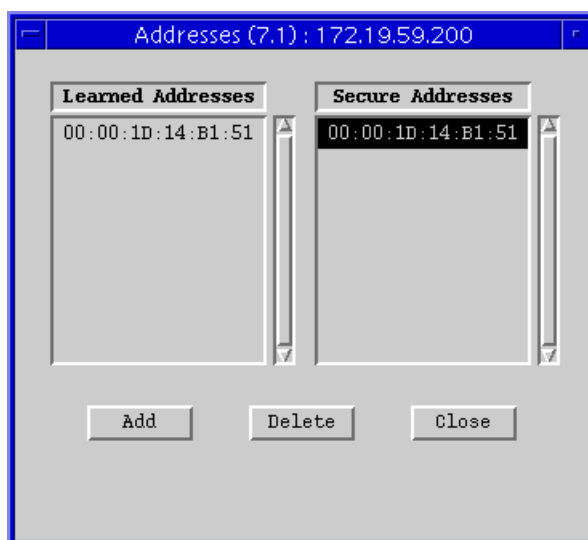 Addresses (7.1) : 172.19.59.200
Learned Addresses
Secure Addresses
00:00:1D:14:B1:51
00:00:1D:14:B1:51
Add
Delete
Close